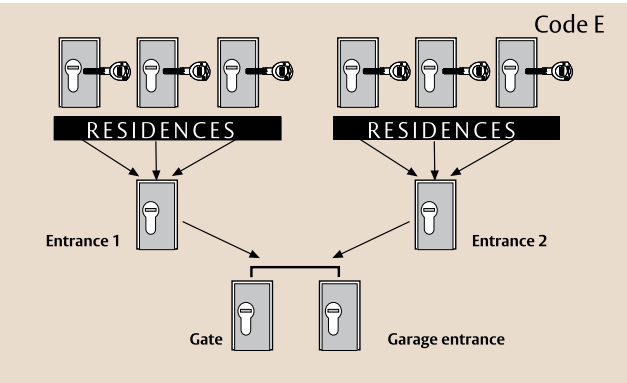 Code E
RESIDENCES
RESIDENCES
Entrance 1
Entrance 2
Gate
Garage entrance